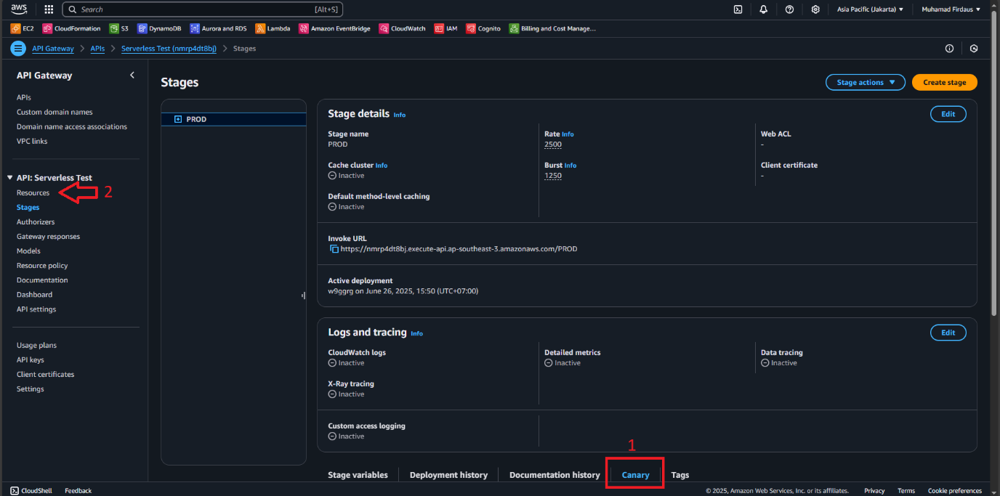 aws
Search [Alt+S]
Asia Pacific (Jakarta) ▼ Muhamad Firdaus ▼
EC2 CloudFormation S3 DynamoDB Aurora and RDS Lambda Amazon EventBridge CloudWatch IAM Cognito Billing and Cost Manage...
API Gateway > APIs > Serverless Test (nmrp4dt8bj) > Stages
API Gateway
APIs
Custom domain names
Domain name access associations
VPC links
▼ API: Serverless Test
Resources
2
Stages
Authorizers
Gateway responses
Models
Resource policy
Documentation
Dashboard
API settings
Usage plans
API keys
Client certificates
Settings
Stages
Stage actions ▼
Create stage
PROD
Stage details Info
Edit
Stage name
PROD
Rate Info
2500
Web ACL
-
Cache cluster Info
Inactive
Burst Info
1250
Client certificate
-
Default method-level caching
Inactive
Invoke URL
https://nmrp4dt8bj.execute-api.ap-southeast-3.amazonaws.com/PROD
Active deployment
w9ggrg on June 26, 2025, 15:50 (UTC+07:00)
Logs and tracing Info
Edit
CloudWatch logs
Inactive
Detailed metrics
Inactive
Data tracing
Inactive
X-Ray tracing
Inactive
Custom access logging
Inactive
1
Stage variables Deployment history Documentation history Canary Tags
CloudShell Feedback
© 2025, Amazon Web Services, Inc. or its affiliates. Privacy Terms Cookie preferences